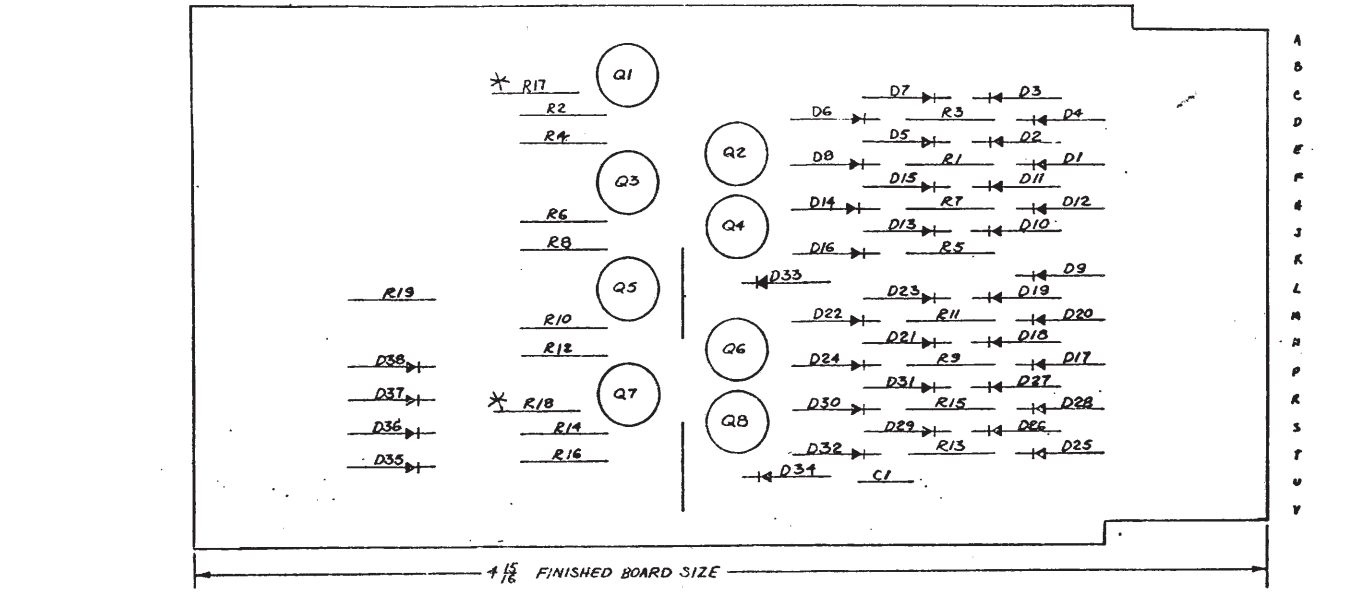 A
Q1
B
* R17
D7 D3 C
R2 D6 R3 D4 D
R4 D5 D2
Q2 E
D8 R1 D1
Q3 D15 D11 F
R6 D14 R7 D12
Q4 D13 D10 J
R8 D16 R5 K
D33 D9
R19 Q5 D23 D19 L
R10 D22 R11 D20 M
D21 D18 N
R12 Q6
D38 D24 R9 D17 P
D37 Q7 D31 D27
* R18 D30 R15 D28 R
D36 R14 Q8 D29 D26 S
D35 R16 D32 R13 D25 T
D34 C1 U
V
4 15/16 FINISHED BOARD SIZE